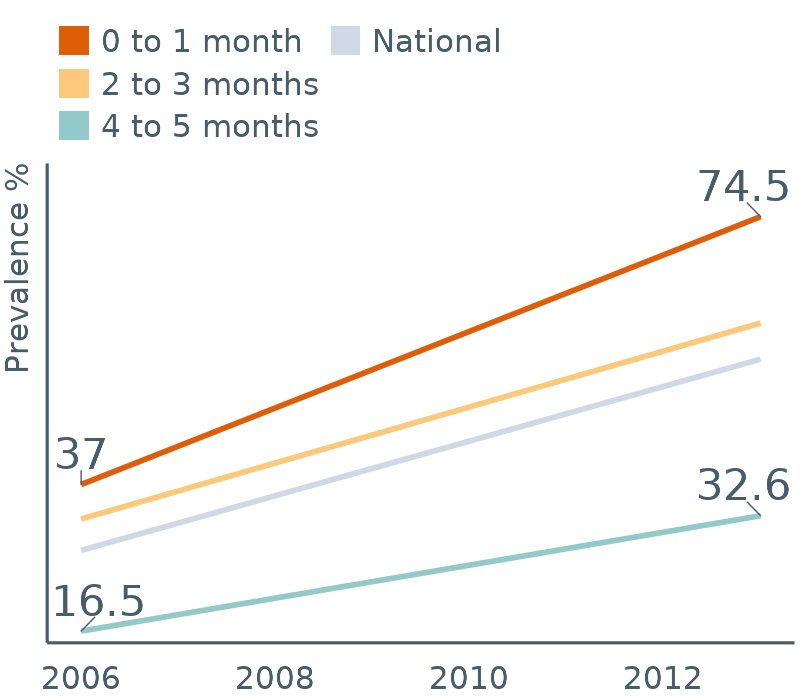 0 to 1 month
2 to 3 months
4 to 5 months
National
Prevalence %
74.5
37
32.6
16.5
2006 2008 2010 2012